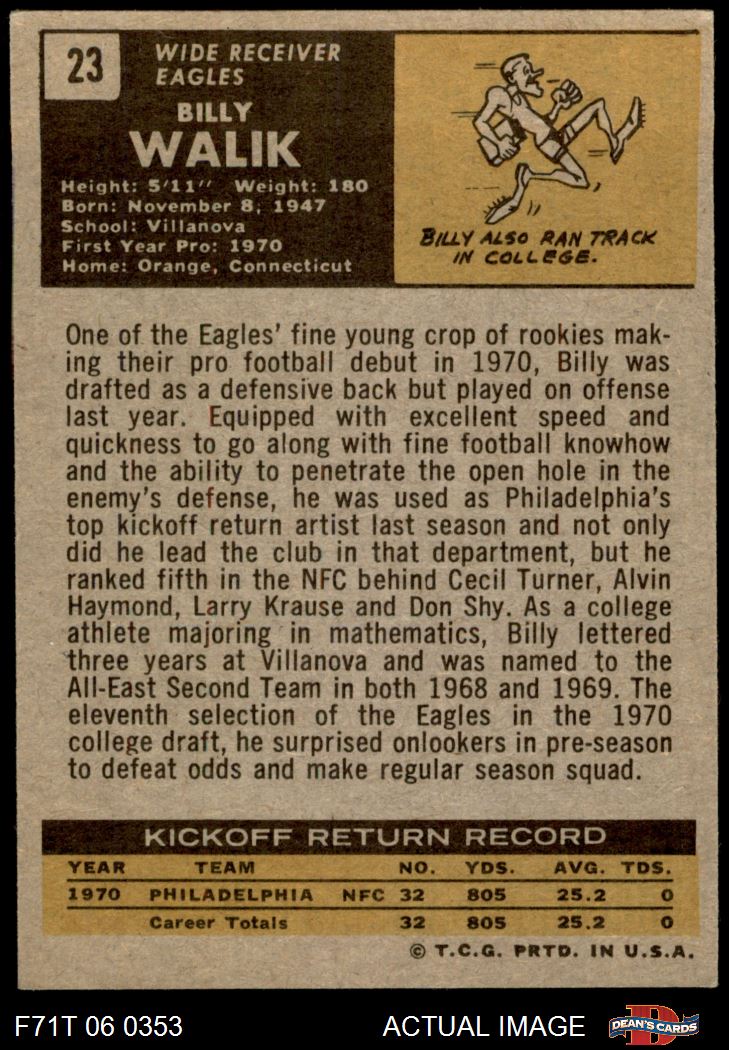 23
WIDE RECEIVER
EAGLES
BILLY
WALIK
Height: 5'11" Weight: 180
Born: November 8, 1947
School: Villanova
First Year Pro: 1970
Home: Orange, Connecticut
BILLY ALSO RAN TRACK
IN COLLEGE.
One of the Eagles' fine young crop of rookies mak-
ing their pro football debut in 1970, Billy was
drafted as a defensive back but played on offense
last year. Equipped with excellent speed and
quickness to go along with fine football knowhow
and the ability to penetrate the open hole in the
enemy's defense, he was used as Philadelphia's
top kickoff return artist last season and not only
did he lead the club in that department, but he
ranked fifth in the NFC behind Cecil Turner, Alvin
Haymond, Larry Krause and Don Shy. As a college
athlete majoring in mathematics, Billy lettered
three years at Villanova and was named to the
All-East Second Team in both 1968 and 1969. The
eleventh selection of the Eagles in the 1970
college draft, he surprised onlookers in pre-season
to defeat odds and make regular season squad.
KICKOFF RETURN RECORD
YEAR TEAM NO. YDS. AVG. TDS.
1970 PHILADELPHIA NFC 32 805 25.2 0
Career Totals 32 805 25.2 0
© T.C.G. PRTD. IN U.S.A.
F71T 06 0353 ACTUAL IMAGE D DEAN'S CARDS